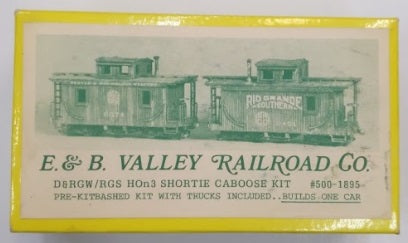 RIO GRANDE
SOUTHERN
E. & B. VALLEY RAILROAD CO.
D&RGW/RGS HOn3 SHORTIE CABOOSE KIT #500-1895
PRE-KITBASHED KIT WITH TRUCKS INCLUDED..BUILDS ONE CAR